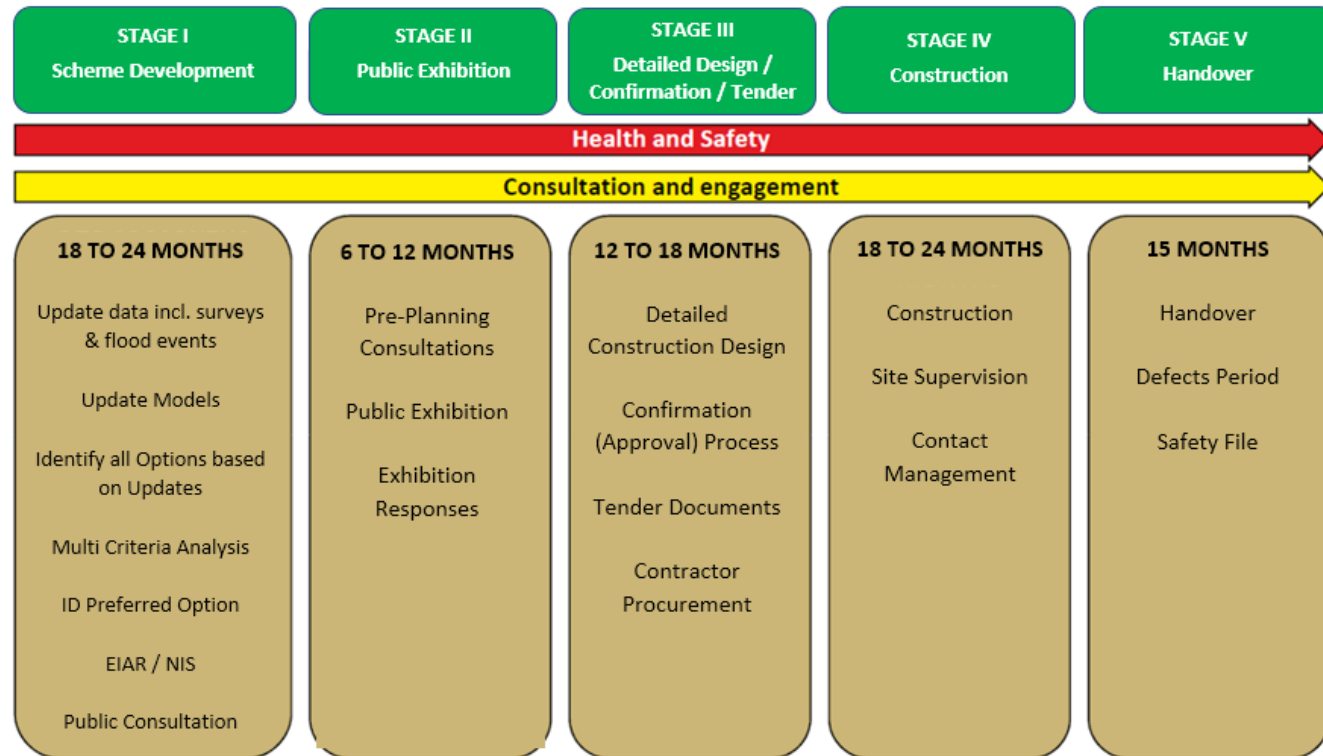 STAGE I
Scheme Development
STAGE II
Public Exhibition
STAGE III
Detailed Design /
Confirmation / Tender
STAGE IV
Construction
STAGE V
Handover
Health and Safety
Consultation and engagement
18 TO 24 MONTHS
Update data incl. surveys
& flood events
Update Models
Identify all Options based
on Updates
Multi Criteria Analysis
ID Preferred Option
EIAR / NIS
Public Consultation
6 TO 12 MONTHS
Pre-Planning
Consultations
Public Exhibition
Exhibition
Responses
12 TO 18 MONTHS
Detailed
Construction Design
Confirmation
(Approval) Process
Tender Documents
Contractor
Procurement
18 TO 24 MONTHS
Construction
Site Supervision
Contact
Management
15 MONTHS
Handover
Defects Period
Safety File